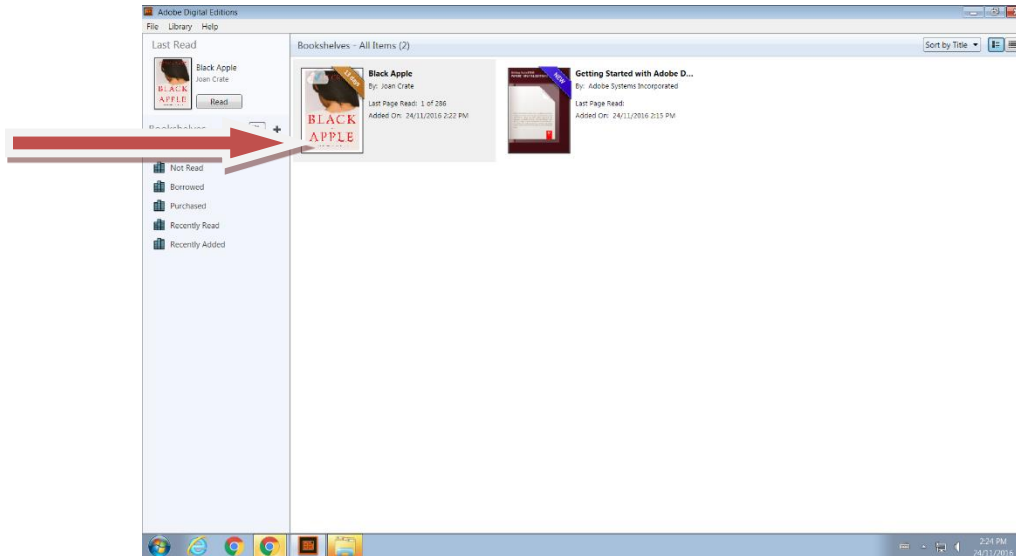 Adobe Digital Editions
File Library Help
Last Read
Black Apple
Joan Crate
BLACK
APPLE
Read
Bookshelves
Not Read
Borrowed
Purchased
Recently Read
Recently Added
Bookshelves - All Items (2)
Sort by Title
13 days
BLACK
APPLE
Black Apple
By: Joan Crate
Last Page Read: 1 of 286
Added On: 24/11/2016 2:22 PM
NEW
Getting Started with Adobe D...
By: Adobe Systems Incorporated
Last Page Read:
Added On: 24/11/2016 2:15 PM
2:24 PM
24/11/2016